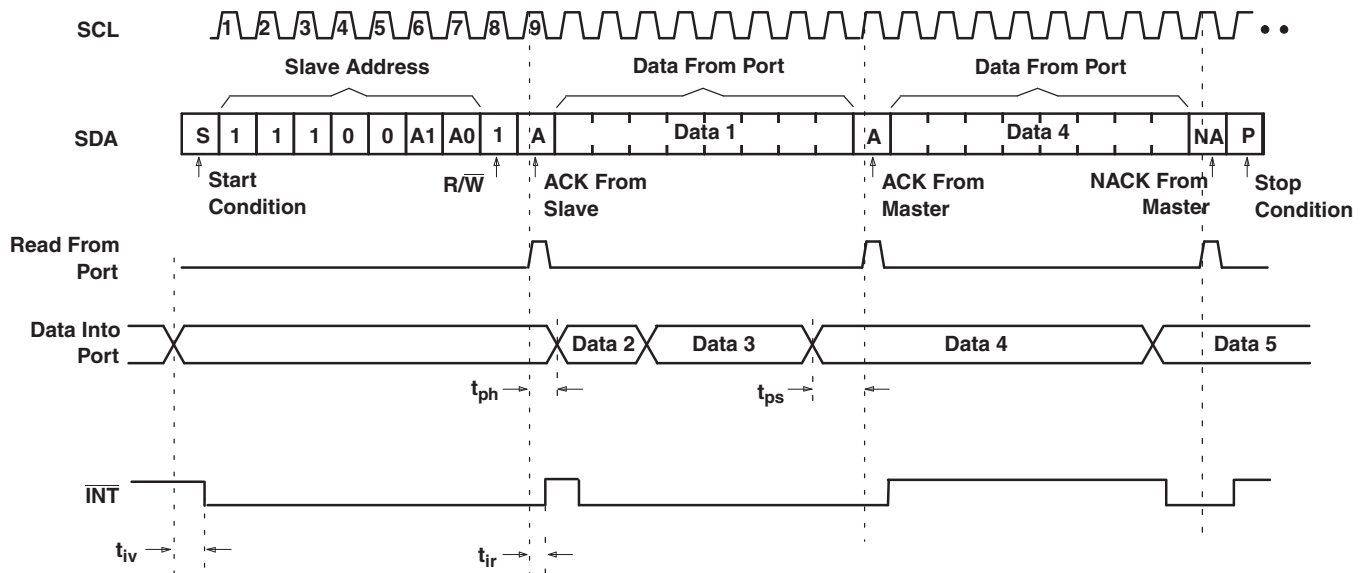 SCL 1 2 3 4 5 6 7 8 9
Slave Address Data From Port Data From Port
SDA S 1 1 1 0 0 A1 A0 1 A Data 1 A Data 4 NA P
Start
Condition
R/W̅
ACK From
Slave
ACK From
Master
NACK From
Master
Stop
Condition
Read From
Port
Data Into
Port
Data 2 Data 3 Data 4 Data 5
tph tps
I̅N̅T̅
tiv tir